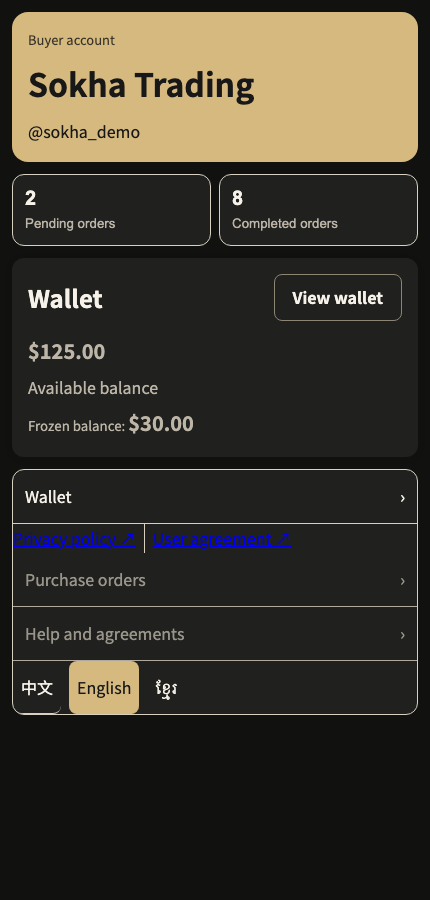 Buyer account
Sokha Trading
@sokha_demo
2
Pending orders
8
Completed orders
Wallet
View wallet
$125.00
Available balance
Frozen balance: $30.00
Wallet ›
Privacy policy ↗ User agreement ↗
Purchase orders ›
Help and agreements ›
中文 English ខ្មែរ